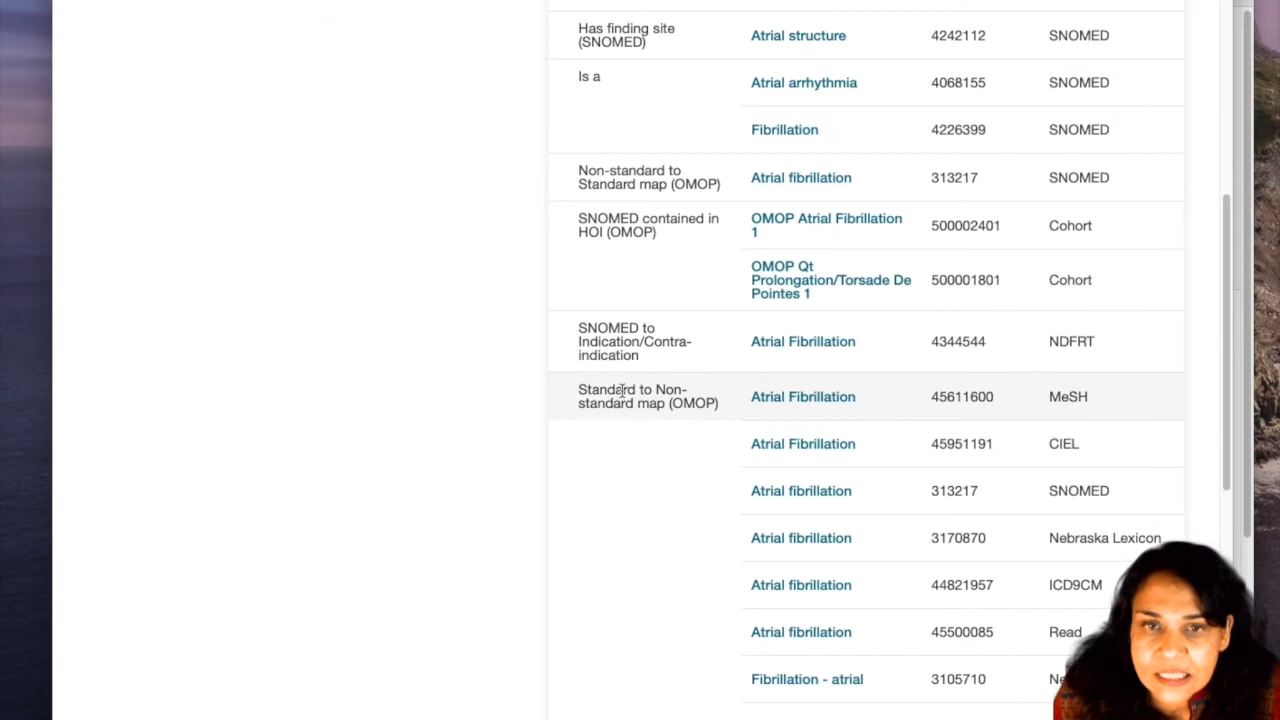 Has finding site
(SNOMED)
Atrial structure
4242112
SNOMED
Is a
Atrial arrhythmia
4068155
SNOMED
Fibrillation
4226399
SNOMED
Non-standard to
Standard map (OMOP)
Atrial fibrillation
313217
SNOMED
SNOMED contained in
HOI (OMOP)
OMOP Atrial Fibrillation
1
500002401
Cohort
OMOP Qt
Prolongation/Torsade De
Pointes 1
500001801
Cohort
SNOMED to
Indication/Contra-
indication
Atrial Fibrillation
4344544
NDFRT
Standard to Non-
standard map (OMOP)
Atrial Fibrillation
45611600
MeSH
Atrial Fibrillation
45951191
CIEL
Atrial fibrillation
313217
SNOMED
Atrial fibrillation
3170870
Nebraska Lexicon
Atrial fibrillation
44821957
ICD9CM
Atrial fibrillation
45500085
Read
Fibrillation - atrial
3105710